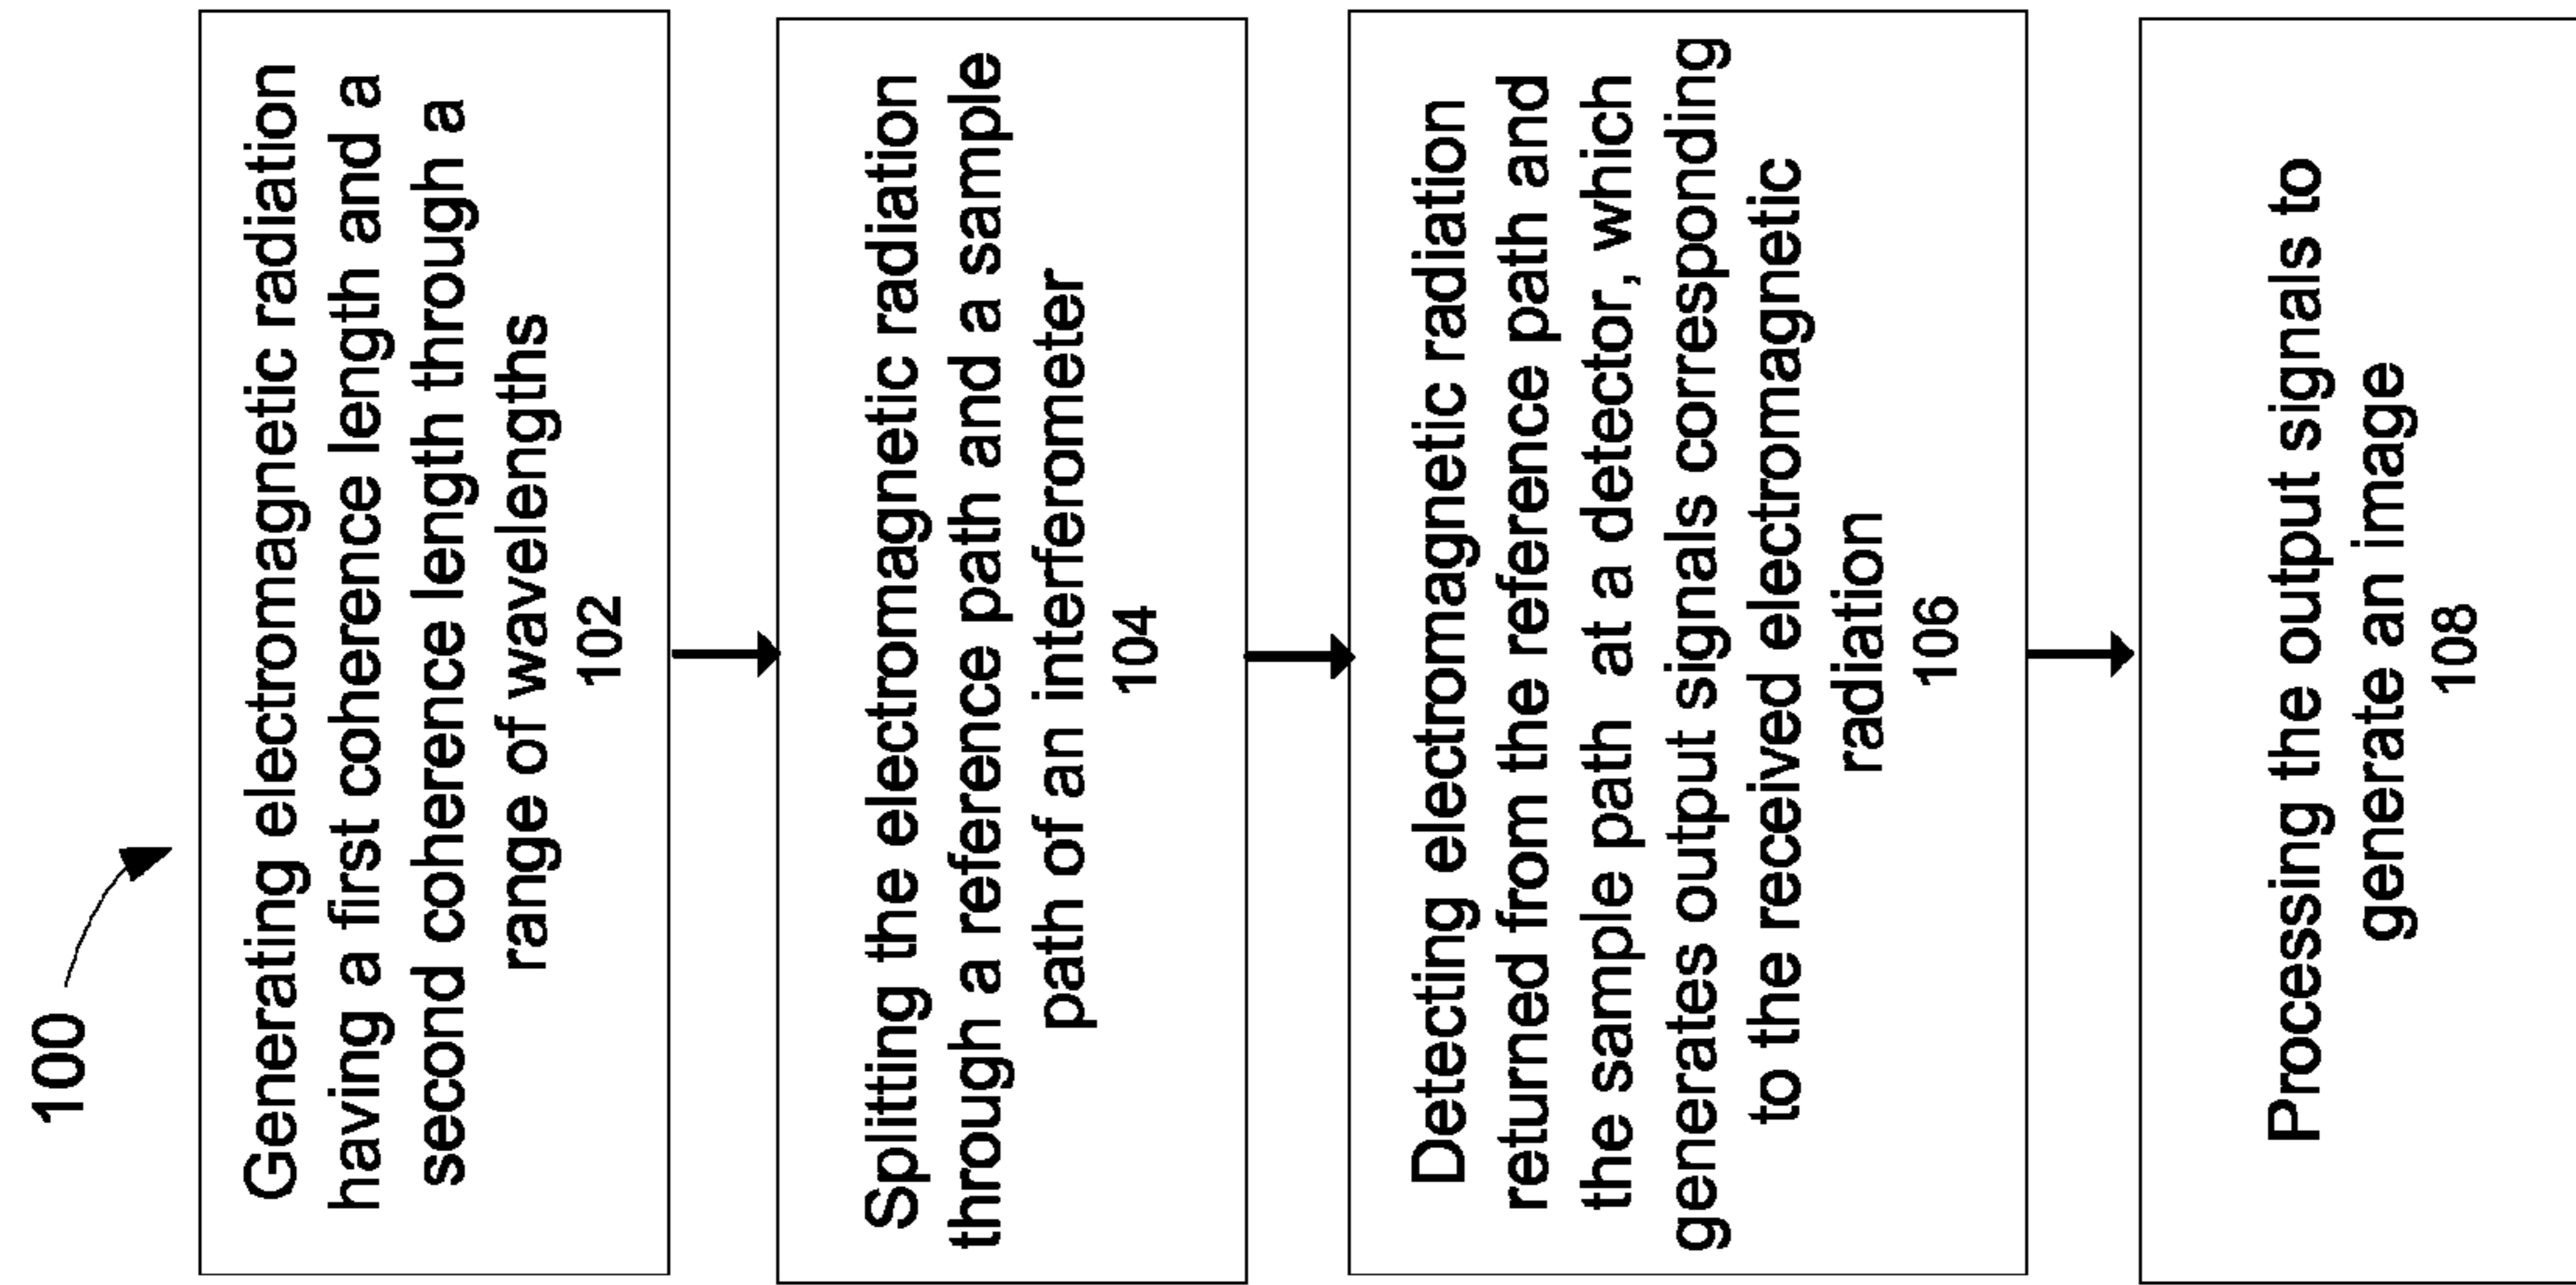 100
Generating electromagnetic radiation
having a first coherence length and a
second coherence length through a
range of wavelengths
102
Splitting the electromagnetic radiation
through a reference path and a sample
path of an interferometer
104
Detecting electromagnetic radiation
returned from the reference path and
the sample path at a detector, which
generates output signals corresponding
to the received electromagnetic
radiation
106
Processing the output signals to
generate an image
108